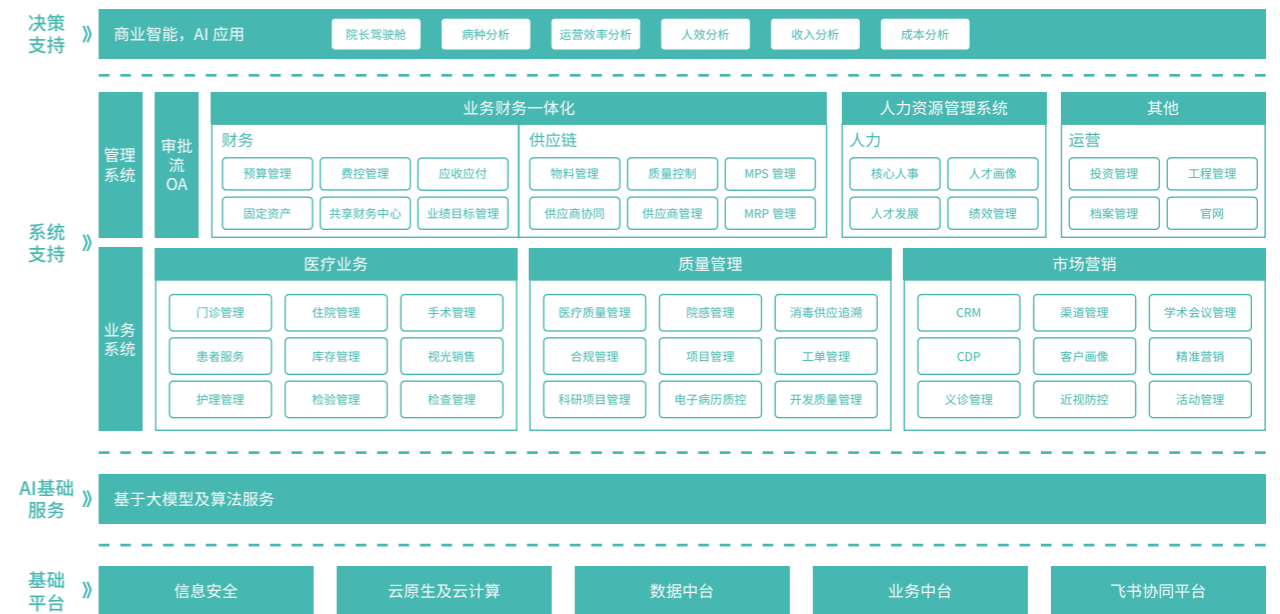 决策
支持
商业智能，AI 应用
院长驾驶舱
病种分析
运营效率分析
人效分析
收入分析
成本分析
系统
支持
管理
系统
审批
流
OA
业务财务一体化
财务
预算管理
费控管理
应收应付
固定资产
共享财务中心
业绩目标管理
供应链
物料管理
质量控制
MPS 管理
供应商协同
供应商管理
MRP 管理
人力资源管理系统
人力
核心人事
人才画像
人才发展
绩效管理
其他
运营
投资管理
工程管理
档案管理
官网
业务
系统
医疗业务
门诊管理
住院管理
手术管理
患者服务
库存管理
视光销售
护理管理
检验管理
检查管理
质量管理
医疗质量管理
院感管理
消毒供应追溯
合规管理
项目管理
工单管理
科研项目管理
电子病历质控
开发质量管理
市场营销
CRM
渠道管理
学术会议管理
CDP
客户画像
精准营销
义诊管理
近视防控
活动管理
AI基础
服务
基于大模型及算法服务
基础
平台
信息安全
云原生及云计算
数据中台
业务中台
飞书协同平台